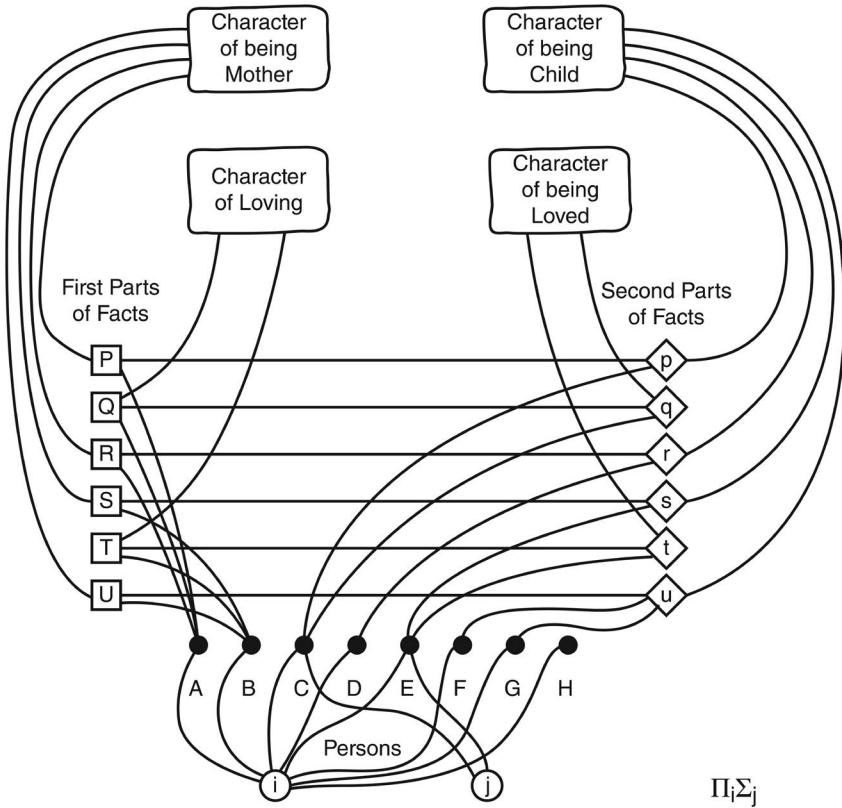 Character
of being
Mother
Character
of being
Child
Character
of Loving
Character
of being
Loved
First Parts
of Facts
Second Parts
of Facts
P
p
Q
q
R
r
S
s
T
t
U
u
A B C D E F G H
Persons
i
j
ΠiΣj